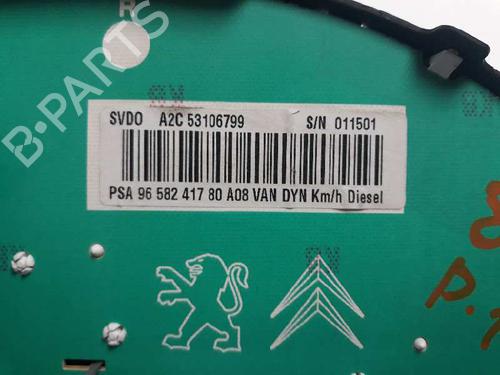 B-PARTS
SVDO A2C 53106799 S/N 011501
PSA 96 582 417 80 A08 VAN DYN Km/h Diesel